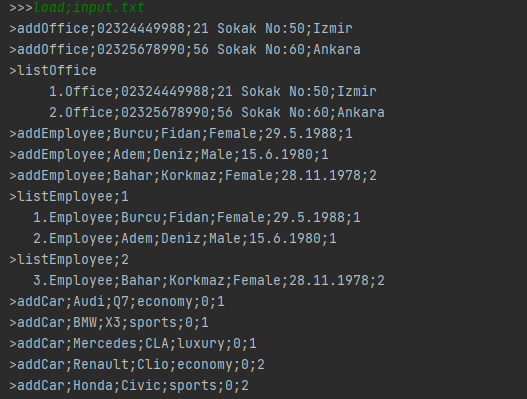 >>>load;input.txt
>addOffice;02324449988;21 Sokak No:50;Izmir
>addOffice;02325678990;56 Sokak No:60;Ankara
>listOffice
1.Office;02324449988;21 Sokak No:50;Izmir
2.Office;02325678990;56 Sokak No:60;Ankara
>addEmployee;Burcu;Fidan;Female;29.5.1988;1
>addEmployee;Adem;Deniz;Male;15.6.1980;1
>addEmployee;Bahar;Korkmaz;Female;28.11.1978;2
>listEmployee;1
1.Employee;Burcu;Fidan;Female;29.5.1988;1
2.Employee;Adem;Deniz;Male;15.6.1980;1
>listEmployee;2
3.Employee;Bahar;Korkmaz;Female;28.11.1978;2
>addCar;Audi;Q7;economy;0;1
>addCar;BMW;X3;sports;0;1
>addCar;Mercedes;CLA;luxury;0;1
>addCar;Renault;Clio;economy;0;2
>addCar;Honda;Civic;sports;0;2